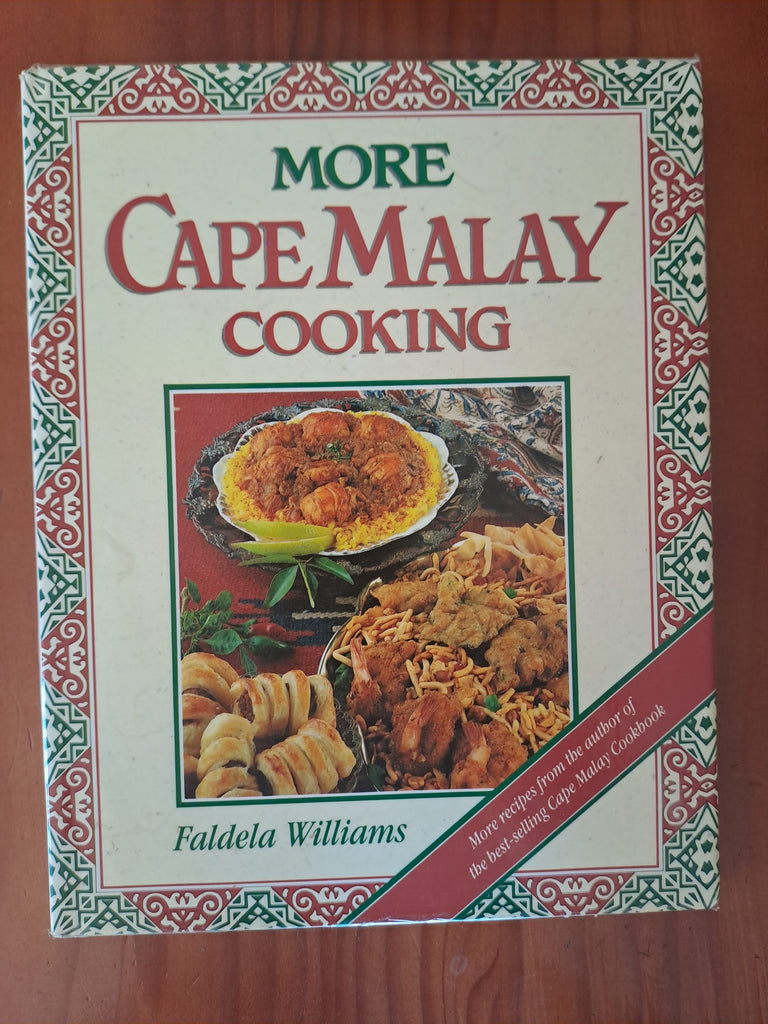 MORE
CAPE MALAY
COOKING
Faldela Williams
More recipes from the author of
the best-selling Cape Malay Cookbook